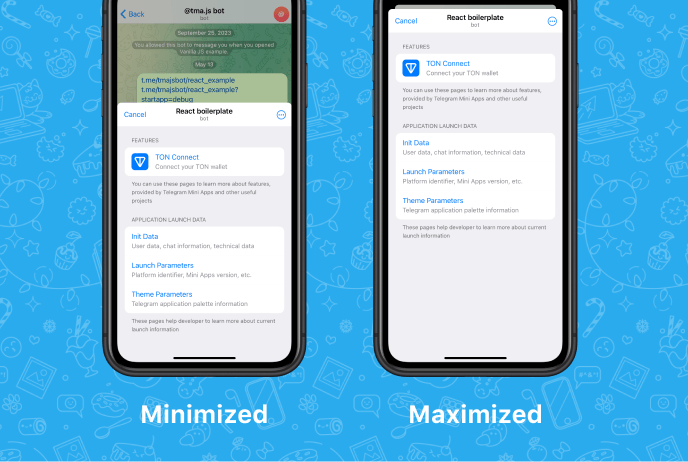 Back
@tma.js bot
bot
September 25, 2023
You allowed this bot to message you when you opened
Vanilla JS example.
May 13
t.me/tmajsbot/react_example
t.me/tmajsbot/react_example?
startapp=debug
Cancel
React boilerplate
bot
FEATURES
TON Connect
Connect your TON wallet
You can use these pages to learn more about features,
provided by Telegram Mini Apps and other useful
projects
APPLICATION LAUNCH DATA
Init Data
User data, chat information, technical data
Launch Parameters
Platform identifier, Mini Apps version, etc.
Theme Parameters
Telegram application palette information
These pages help developer to learn more about current
launch information
Minimized
Cancel
React boilerplate
bot
FEATURES
TON Connect
Connect your TON wallet
You can use these pages to learn more about features,
provided by Telegram Mini Apps and other useful
projects
APPLICATION LAUNCH DATA
Init Data
User data, chat information, technical data
Launch Parameters
Platform identifier, Mini Apps version, etc.
Theme Parameters
Telegram application palette information
These pages help developer to learn more about current
launch information
Maximized